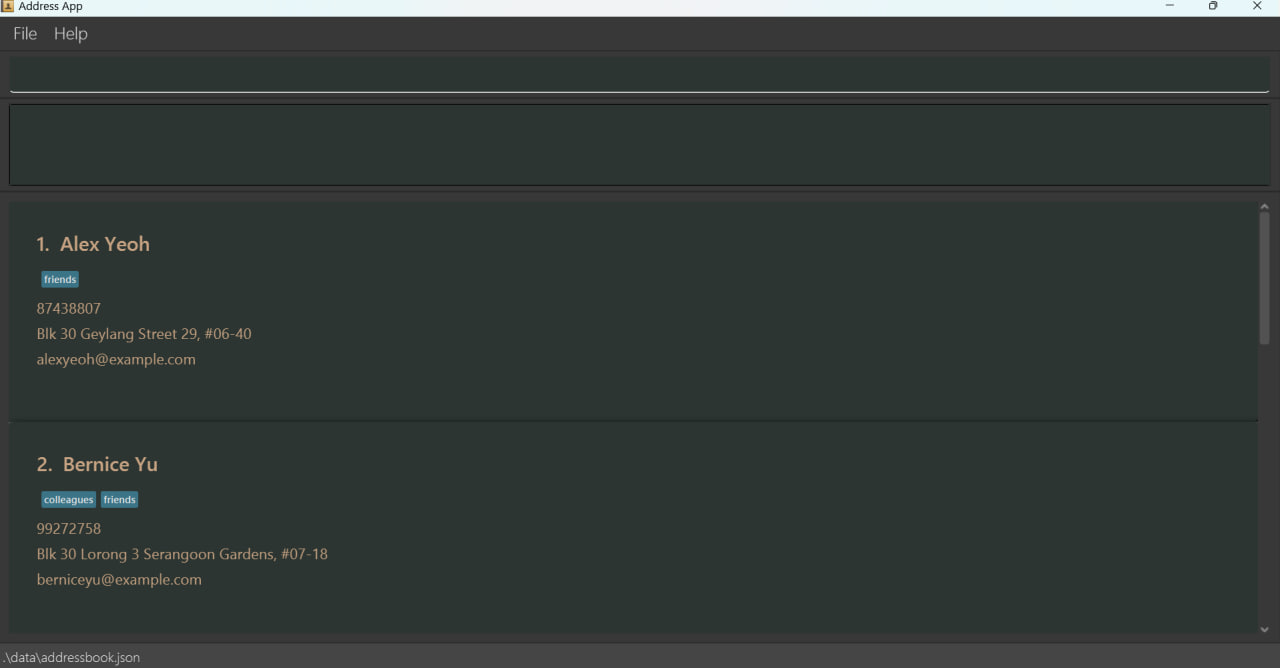 Address App
File Help
1. Alex Yeoh
friends
87438807
Blk 30 Geylang Street 29, #06-40
alexyeoh@example.com
2. Bernice Yu
colleagues friends
99272758
Blk 30 Lorong 3 Serangoon Gardens, #07-18
berniceyu@example.com
.\data\addressbook.json